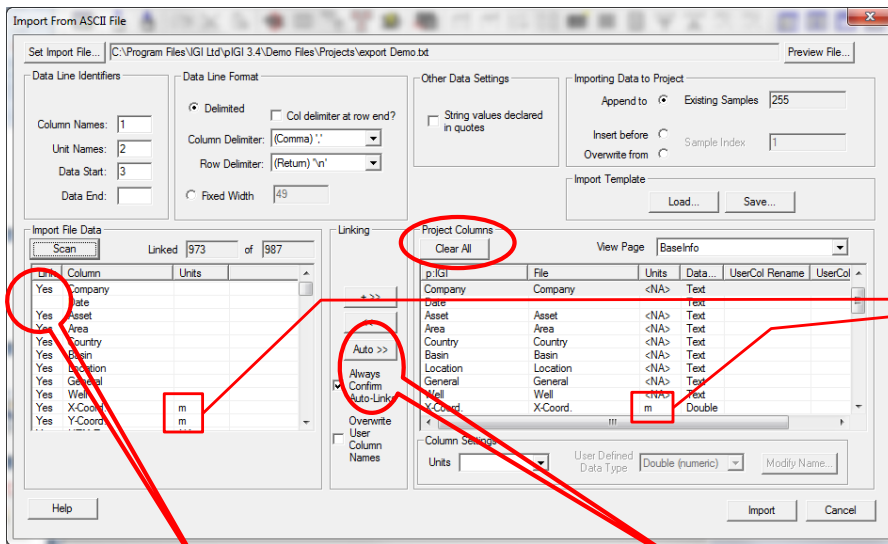 Import From ASCII File
Set Import File... C:\Program Files\IGI Ltd\pIGI 3.4\Demo Files\Projects\export Demo.txt Preview File...
Data Line Identifiers
Column Names: 1
Unit Names: 2
Data Start: 3
Data End:
Data Line Format
Delimited
Col delimiter at row end?
Column Delimiter: (Comma) ','
Row Delimiter: (Return) '\n'
Fixed Width 49
Other Data Settings
String values declared
in quotes
Importing Data to Project
Append to Existing Samples 255
Insert before
Sample Index 1
Overwrite from
Import Template
Load... Save...
Import File Data
Scan Linked 973 of 987
Link Column Units
Yes Company
Date
Yes Asset
Yes Area
Yes Country
Yes Basin
Yes Location
Yes General
Yes Well
Yes X-Coord. m
Yes Y-Coord. m
Linking
+ >>
Auto >>
Always
Confirm
Auto-Links
Overwrite
User
Column
Names
Project Columns
Clear All View Page BaseInfo
p:IGI File Units Data... UserCol Rename UserCol
Company Company <NA> Text
Date Text
Asset Asset <NA> Text
Area Area <NA> Text
Country Country <NA> Text
Basin Basin <NA> Text
Location Location <NA> Text
General General <NA> Text
Well Well <NA> Text
X-Coord. X-Coord. m Double
Column Settings
Units
User Defined
Data Type
Double (numeric) Modify Name...
Help Import Cancel